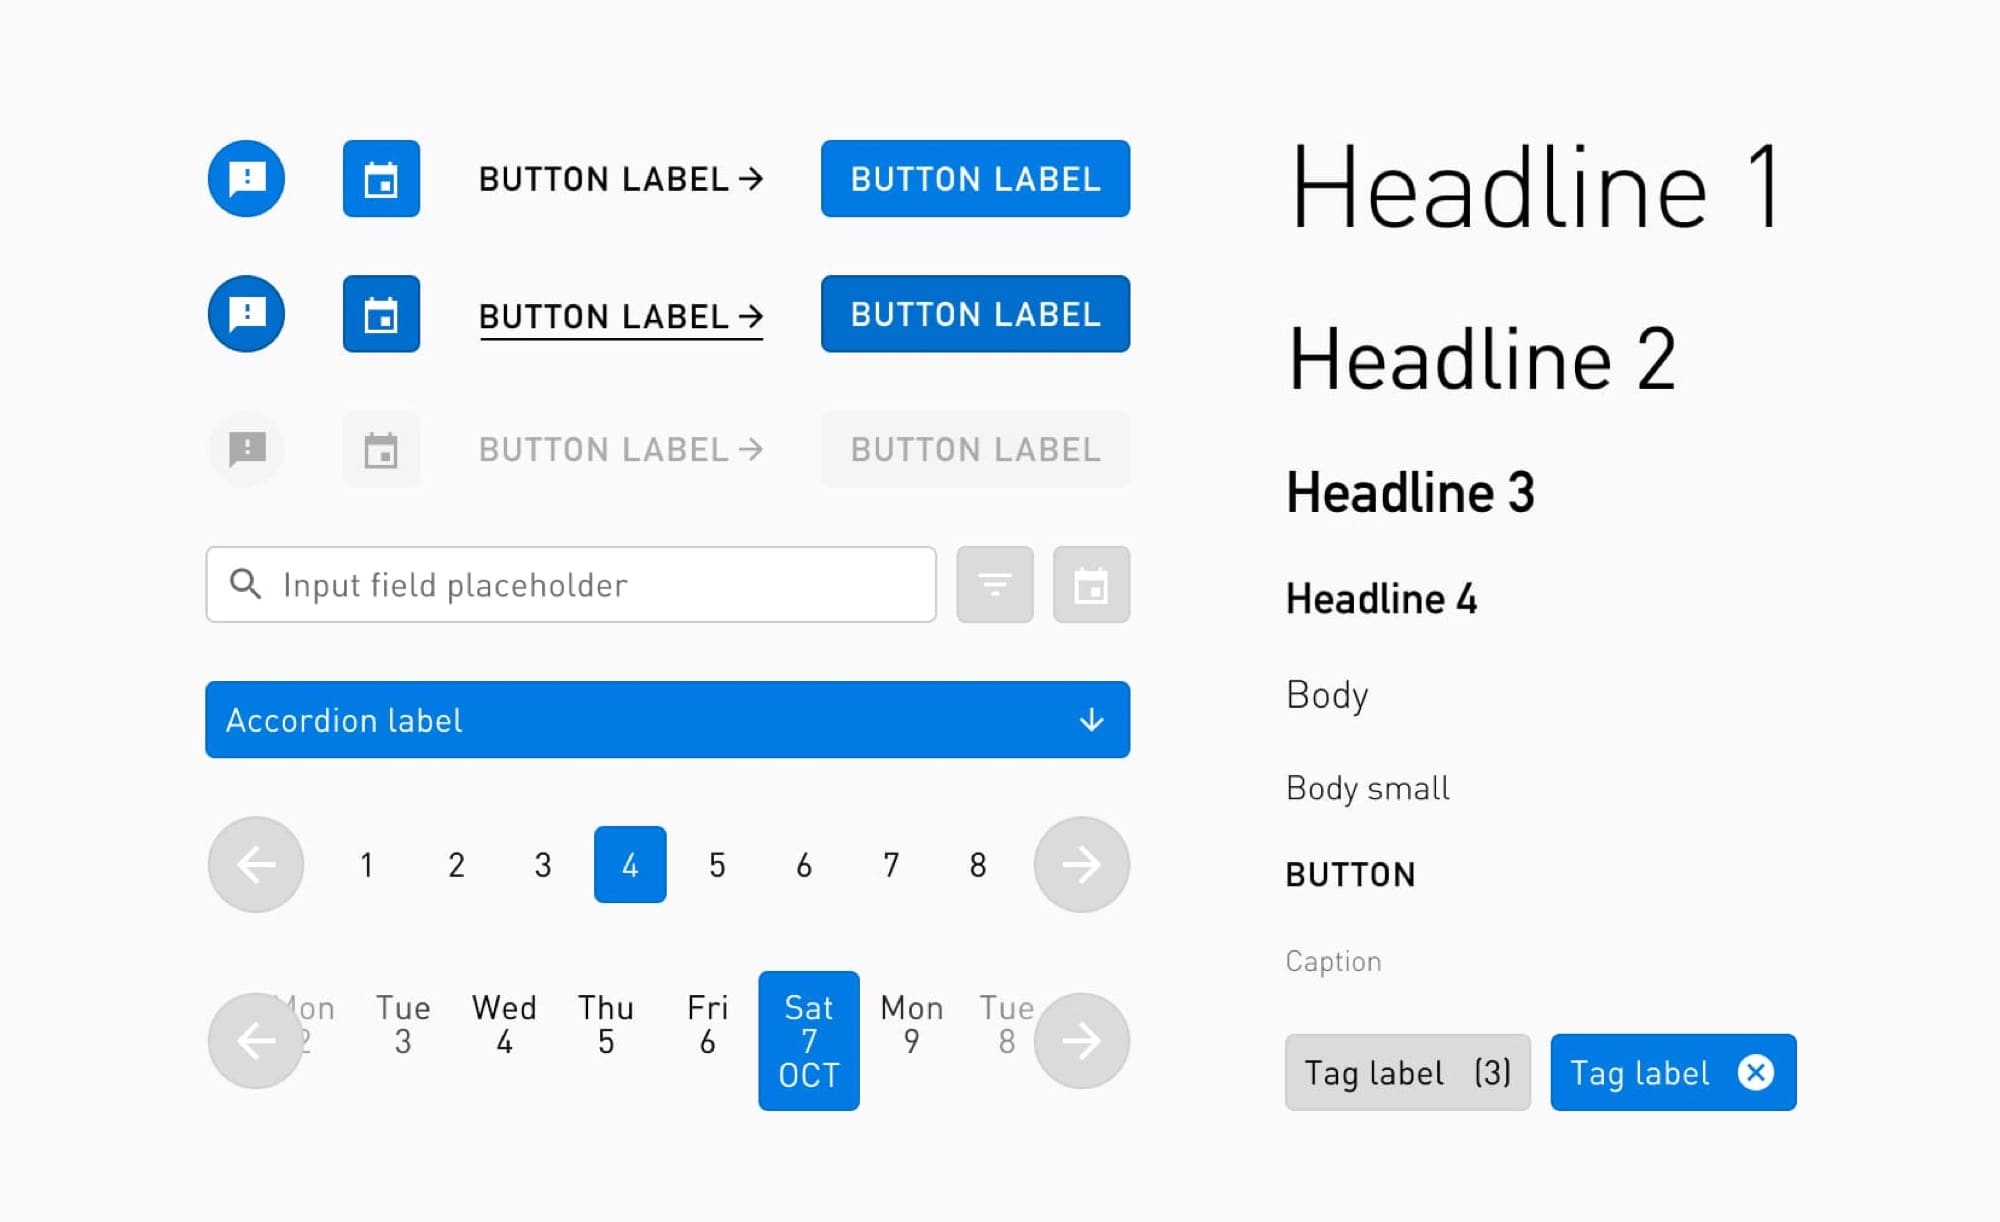 BUTTON LABEL →
BUTTON LABEL
BUTTON LABEL →
BUTTON LABEL
BUTTON LABEL →
BUTTON LABEL
Input field placeholder
Accordion label
1 2 3 4 5 6 7 8
Tue Wed Thu Fri Sat Mon Tue
3 4 5 6 7 9 8
OCT
Headline 1
Headline 2
Headline 3
Headline 4
Body
Body small
BUTTON
Caption
Tag label (3)
Tag label